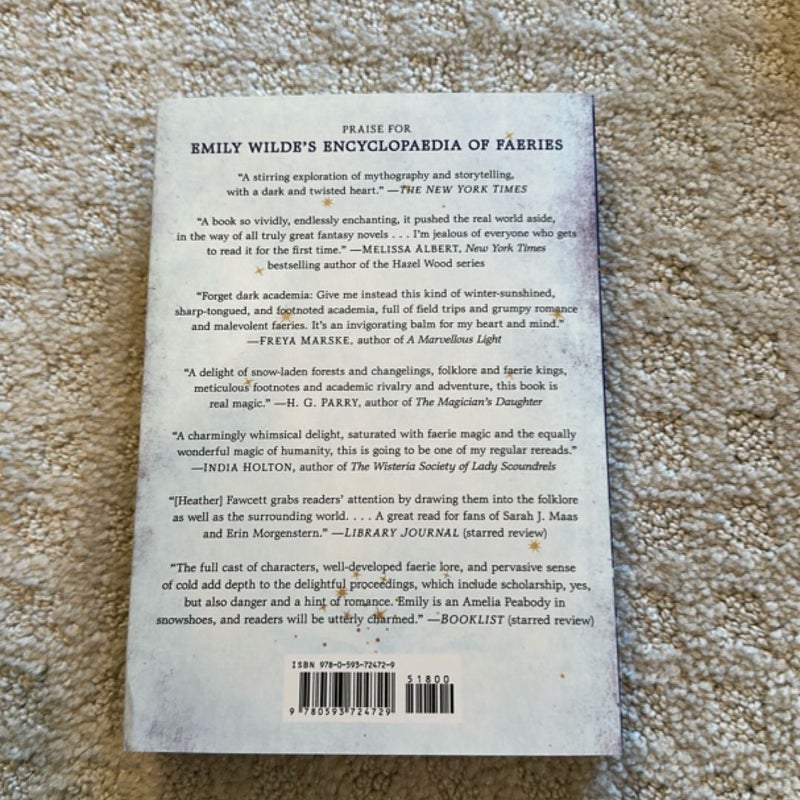 PRAISE FOR
EMILY WILDE'S ENCYCLOPAEDIA OF FAERIES
"A stirring exploration of mythography and storytelling,
with a dark and twisted heart." —THE NEW YORK TIMES
"A book so vividly, endlessly enchanting, it pushed the real world aside,
in the way of all truly great fantasy novels . . . I'm jealous of everyone who gets
to read it for the first time." —MELISSA ALBERT, New York Times
bestselling author of the Hazel Wood series
"Forget dark academia: Give me instead this kind of winter-sunshined,
sharp-tongued, and footnoted academia, full of field trips and grumpy romance
and malevolent faeries. It's an invigorating balm for my heart and mind."
—FREYA MARSKE, author of A Marvellous Light
"A delight of snow-laden forests and changelings, folklore and faerie kings,
meticulous footnotes and academic rivalry and adventure, this book is
real magic." —H. G. PARRY, author of The Magician's Daughter
"A charmingly whimsical delight, saturated with faerie magic and the equally
wonderful magic of humanity, this is going to be one of my regular rereads."
—INDIA HOLTON, author of The Wisteria Society of Lady Scoundrels
"[Heather] Fawcett grabs readers' attention by drawing them into the folklore
as well as the surrounding world. . . . A great read for fans of Sarah J. Maas
and Erin Morgenstern." —LIBRARY JOURNAL (starred review)
"The full cast of characters, well-developed faerie lore, and pervasive sense
of cold add depth to the delightful proceedings, which include scholarship, yes,
but also danger and a hint of romance. Emily is an Amelia Peabody in
snowshoes, and readers will be utterly charmed." —BOOKLIST (starred review)
ISBN 978-0-593-72472-9
51800
9 780593 724729